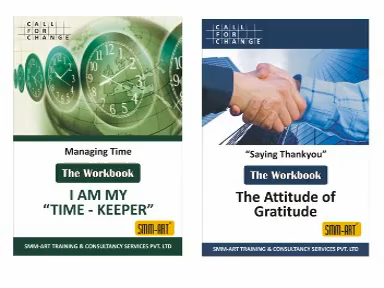 CALL
FOR
CHANGE
Managing Time
The Workbook
I AM MY
“TIME - KEEPER”
SMM-ART
SMM-ART TRAINING & CONSULTANCY SERVICES PVT. LTD
CALL
FOR
CHANGE
“Saying Thankyou”
The Workbook
The Attitude of
Gratitude
SMM-ART
SMM-ART TRAINING & CONSULTANCY SERVICES PVT. LTD